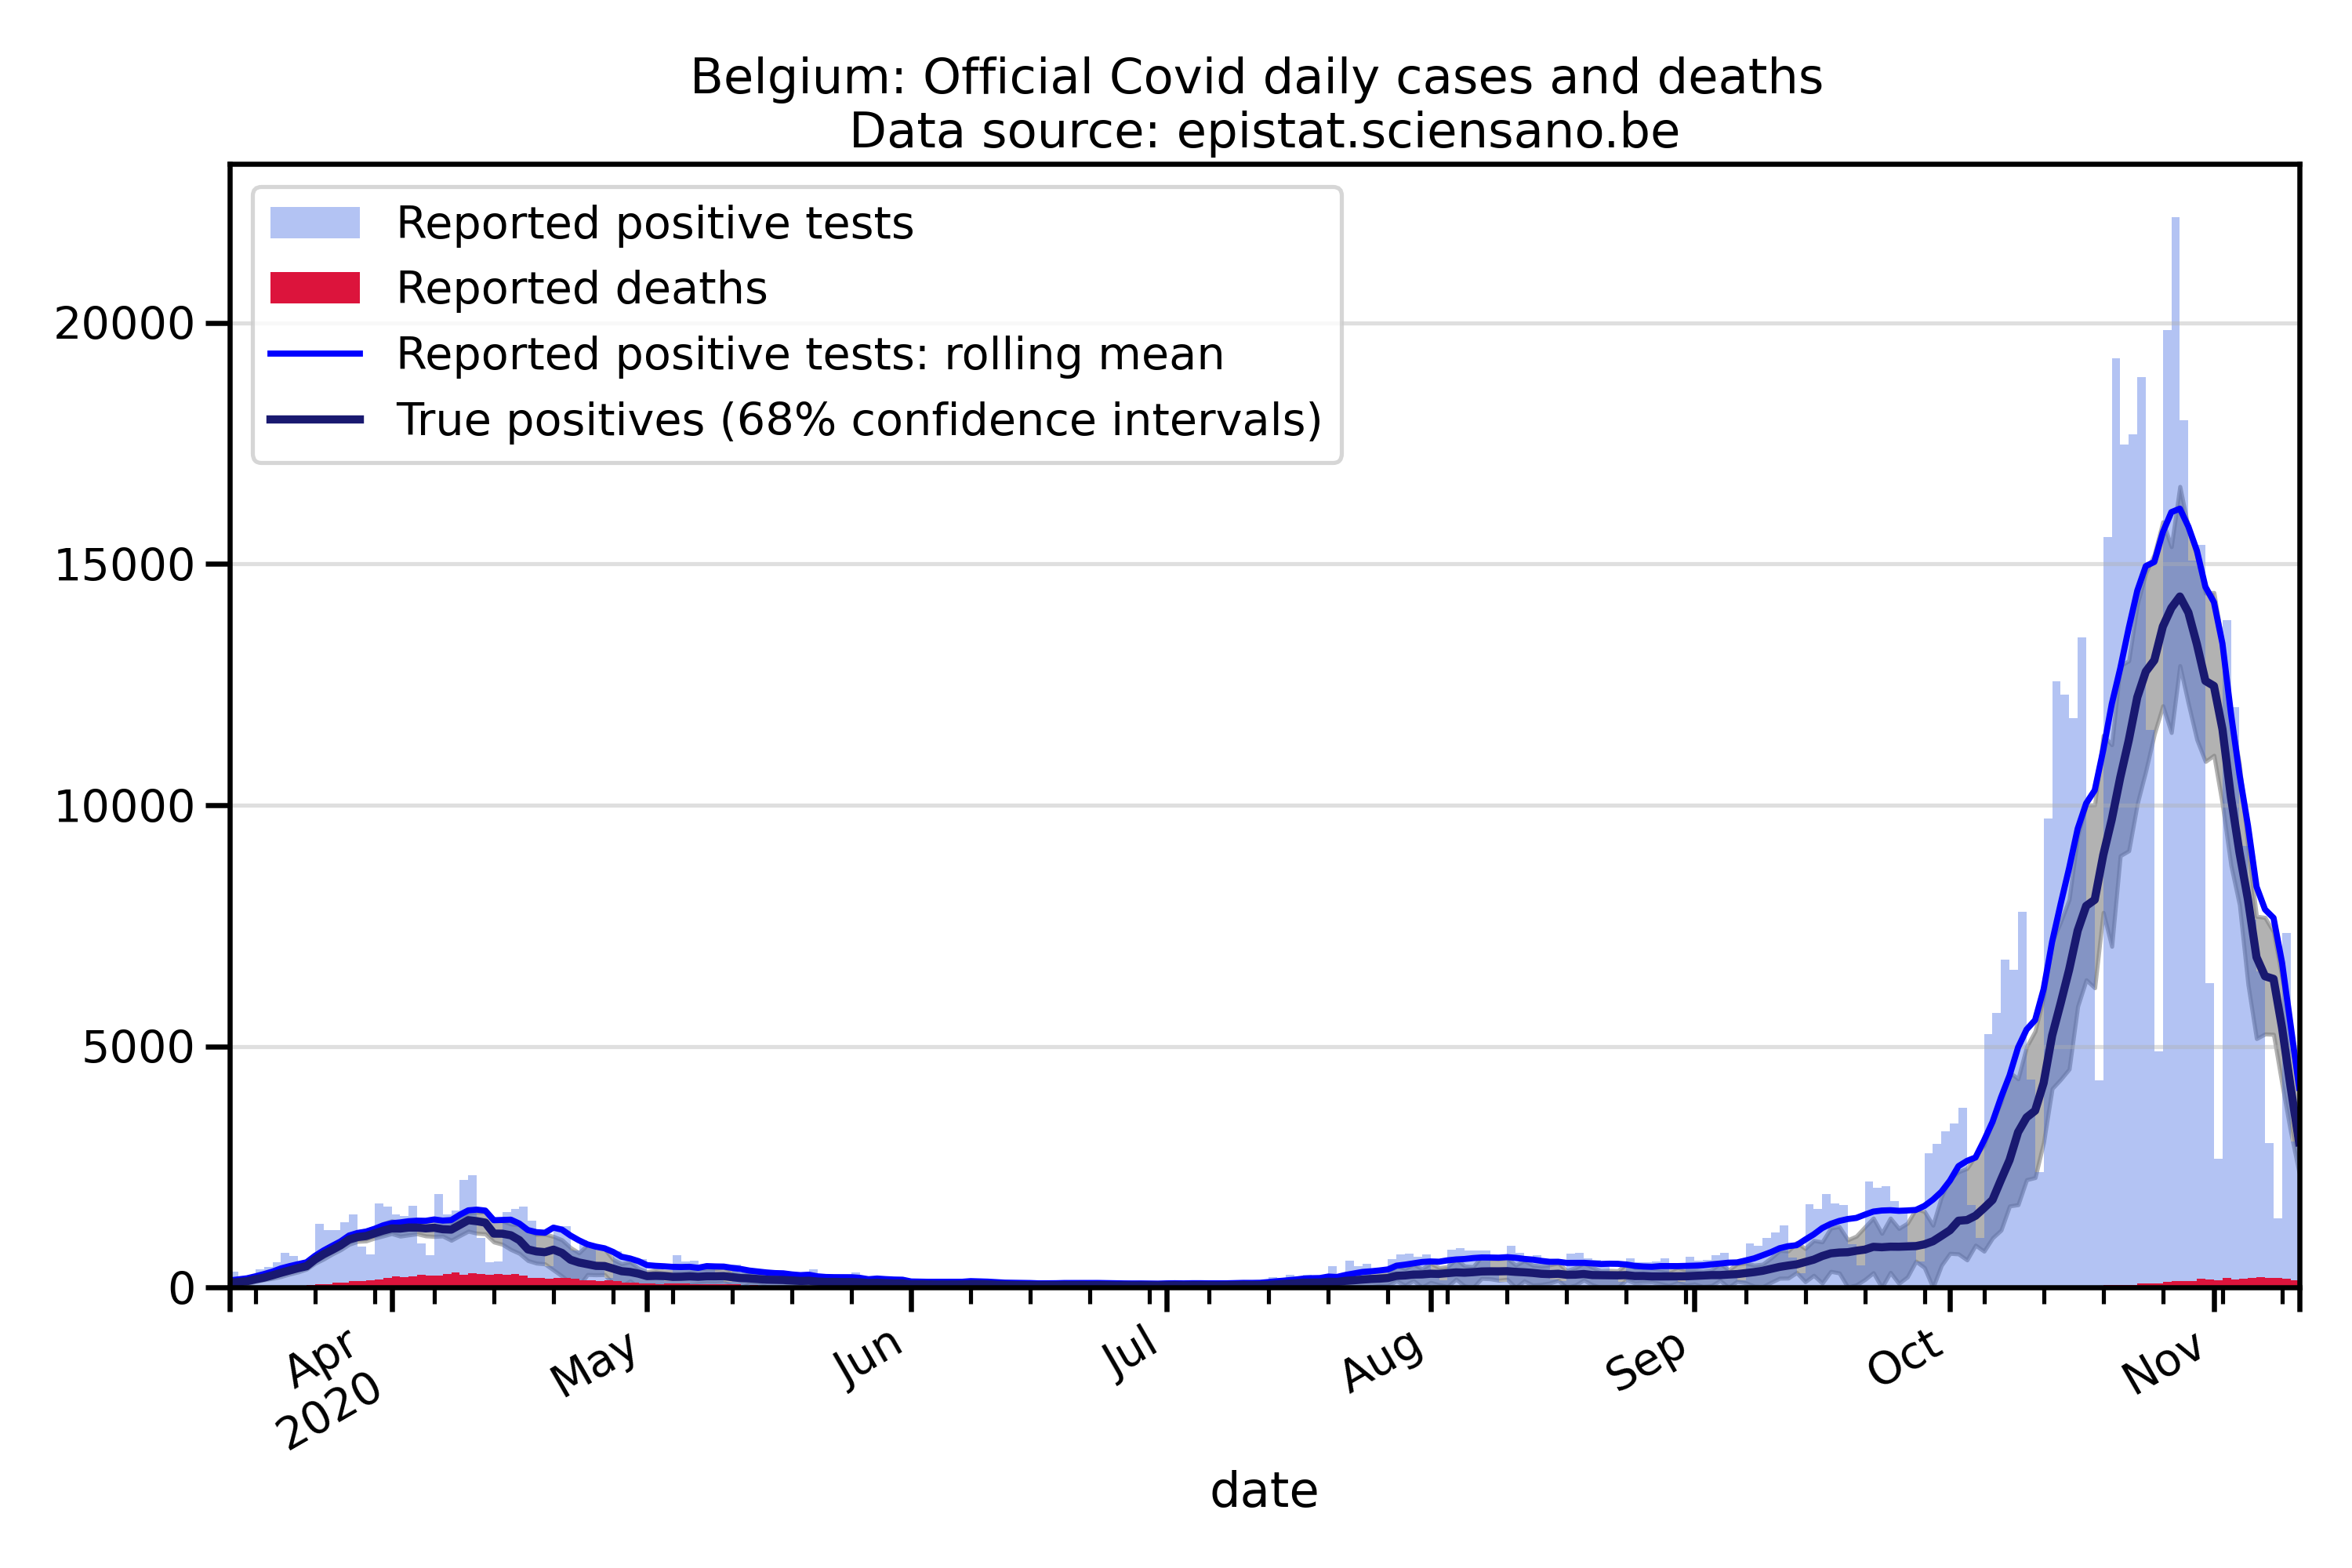 Belgium: Official Covid daily cases and deaths
Data source: epistat.sciensano.be
Reported positive tests
Reported deaths
Reported positive tests: rolling mean
True positives (68% confidence intervals)
20000
15000
10000
5000
0
Apr
2020
May
Jun
Jul
Aug
Sep
Oct
Nov
date